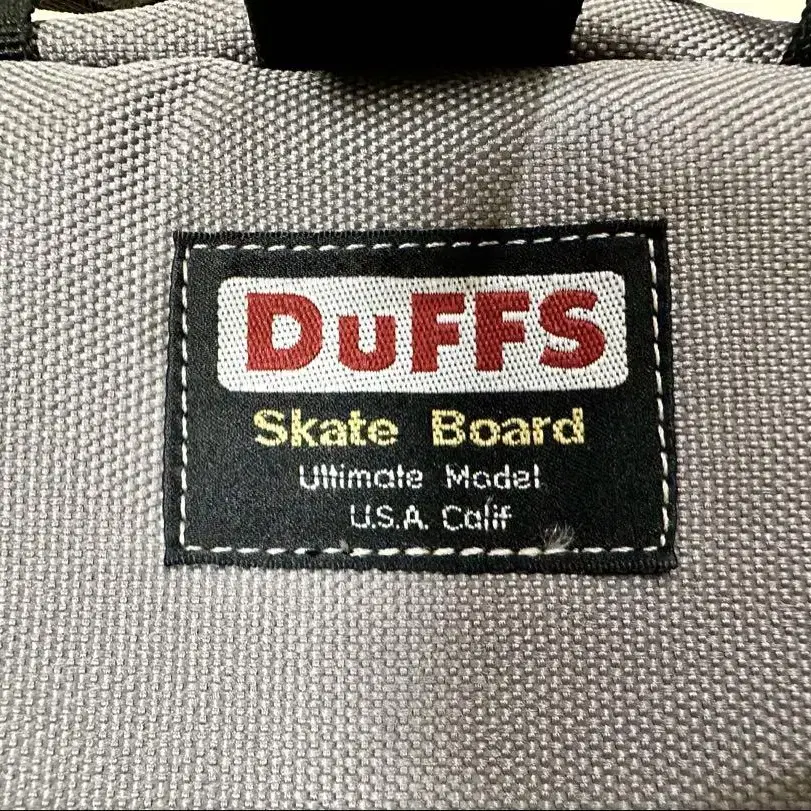 DuFFS
Skate Board
Ultimate Model
U.S.A. Calif